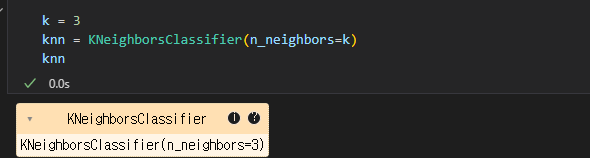 k = 3
knn = KNeighborsClassifier(n_neighbors=k)
knn
0.0s
KNeighborsClassifier i ?
KNeighborsClassifier(n_neighbors=3)